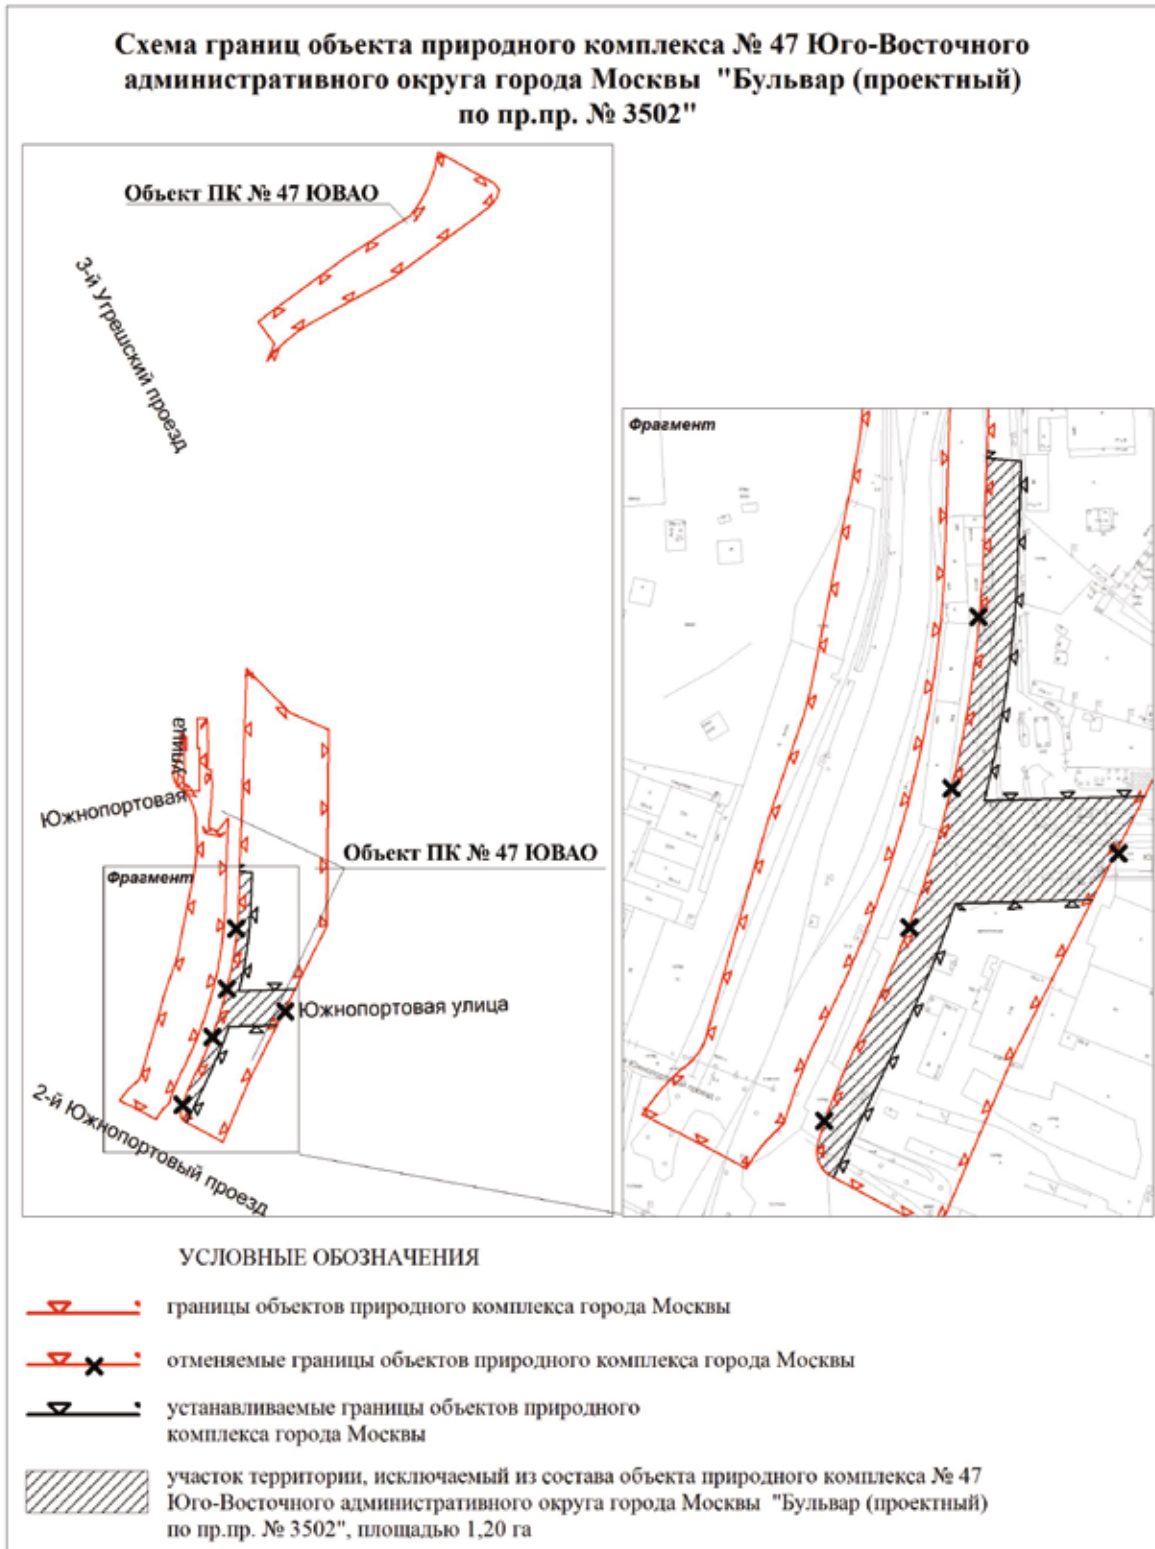 Схема границ объекта природного комплекса № 47 Юго-Восточного
административного округа города Москвы "Бульвар (проектный)
по пр.пр. № 3502"
Объект ПК № 47 ЮВАО
3-й Угрешский проезд
Фрагмент
улица
Южнопортовая
Объект ПК № 47 ЮВАО
Фрагмент
Южнопортовая улица
2-й Южнопортовый проезд
УСЛОВНЫЕ ОБОЗНАЧЕНИЯ
границы объектов природного комплекса города Москвы
отменяемые границы объектов природного комплекса города Москвы
устанавливаемые границы объектов природного
комплекса города Москвы
участок территории, исключаемый из состава объекта природного комплекса № 47
Юго-Восточного административного округа города Москвы "Бульвар (проектный)
по пр.пр. № 3502", площадью 1,20 га